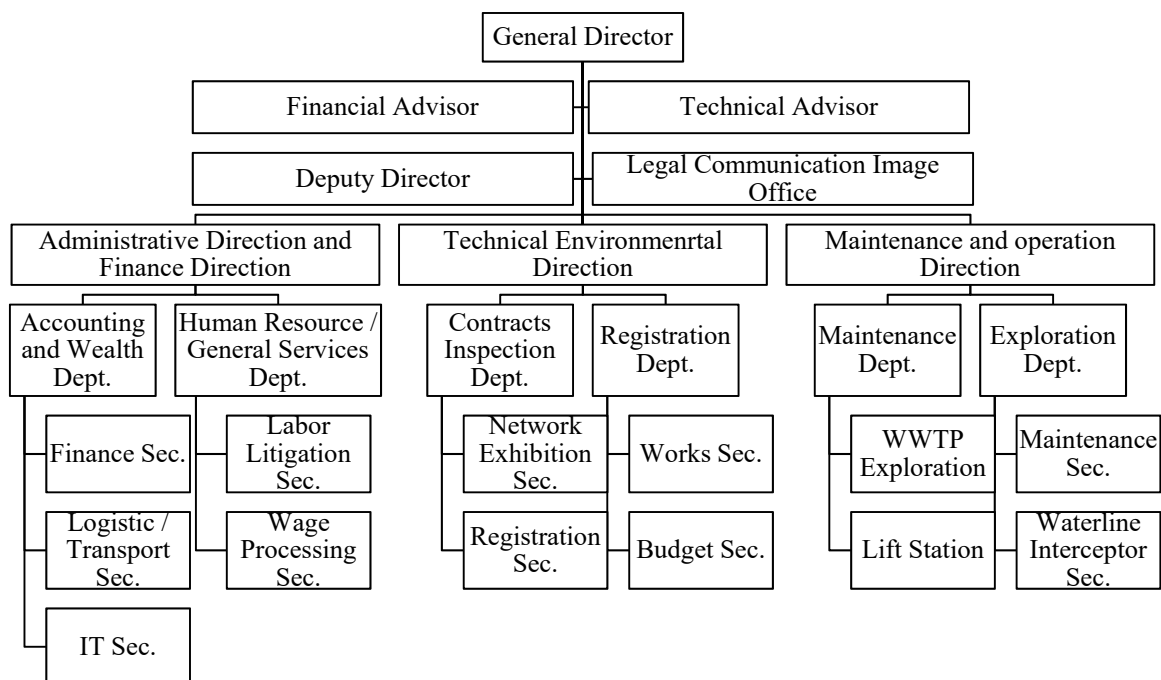 General Director
Financial Advisor
Technical Advisor
Deputy Director
Legal Communication Image
Office
Administrative Direction and
Finance Direction
Technical Environmenrtal
Direction
Maintenance and operation
Direction
Accounting
and Wealth
Dept.
Human Resource /
General Services
Dept.
Contracts
Inspection
Dept.
Registration
Dept.
Maintenance
Dept.
Exploration
Dept.
Finance Sec.
Labor
Litigation
Sec.
Network
Exhibition
Sec.
Works Sec.
WWTP
Exploration
Maintenance
Sec.
Logistic /
Transport
Sec.
Wage
Processing
Sec.
Registration
Sec.
Budget Sec.
Lift Station
Waterline
Interceptor
Sec.
IT Sec.